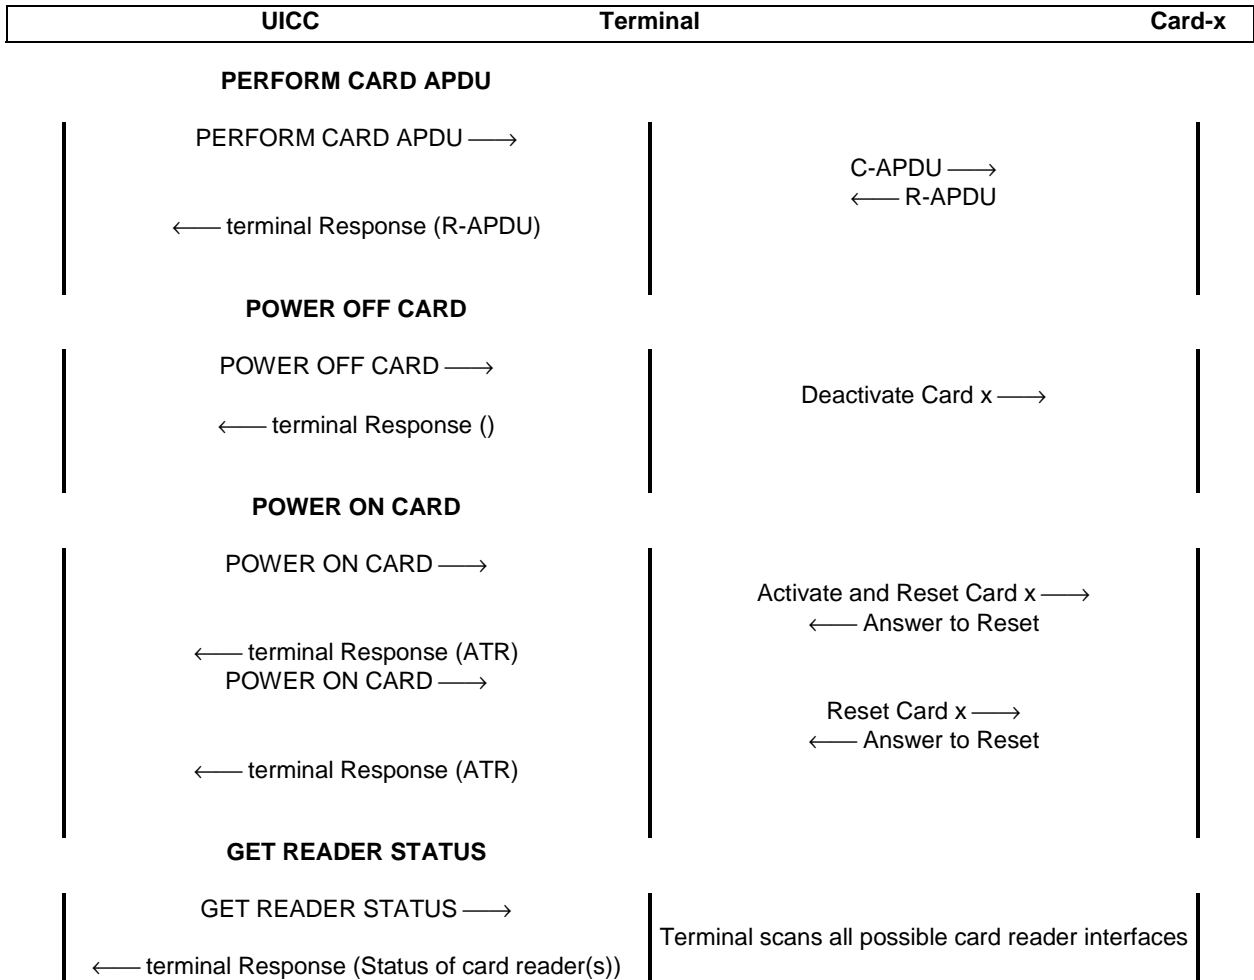 UICC Terminal Card-x
PERFORM CARD APDU
PERFORM CARD APDU ⟶
C-APDU ⟶
⟵ R-APDU
⟵ terminal Response (R-APDU)
POWER OFF CARD
POWER OFF CARD ⟶
Deactivate Card x ⟶
⟵ terminal Response ()
POWER ON CARD
POWER ON CARD ⟶
Activate and Reset Card x ⟶
⟵ Answer to Reset
⟵ terminal Response (ATR)
POWER ON CARD ⟶
Reset Card x ⟶
⟵ Answer to Reset
⟵ terminal Response (ATR)
GET READER STATUS
GET READER STATUS ⟶
Terminal scans all possible card reader interfaces
⟵ terminal Response (Status of card reader(s))